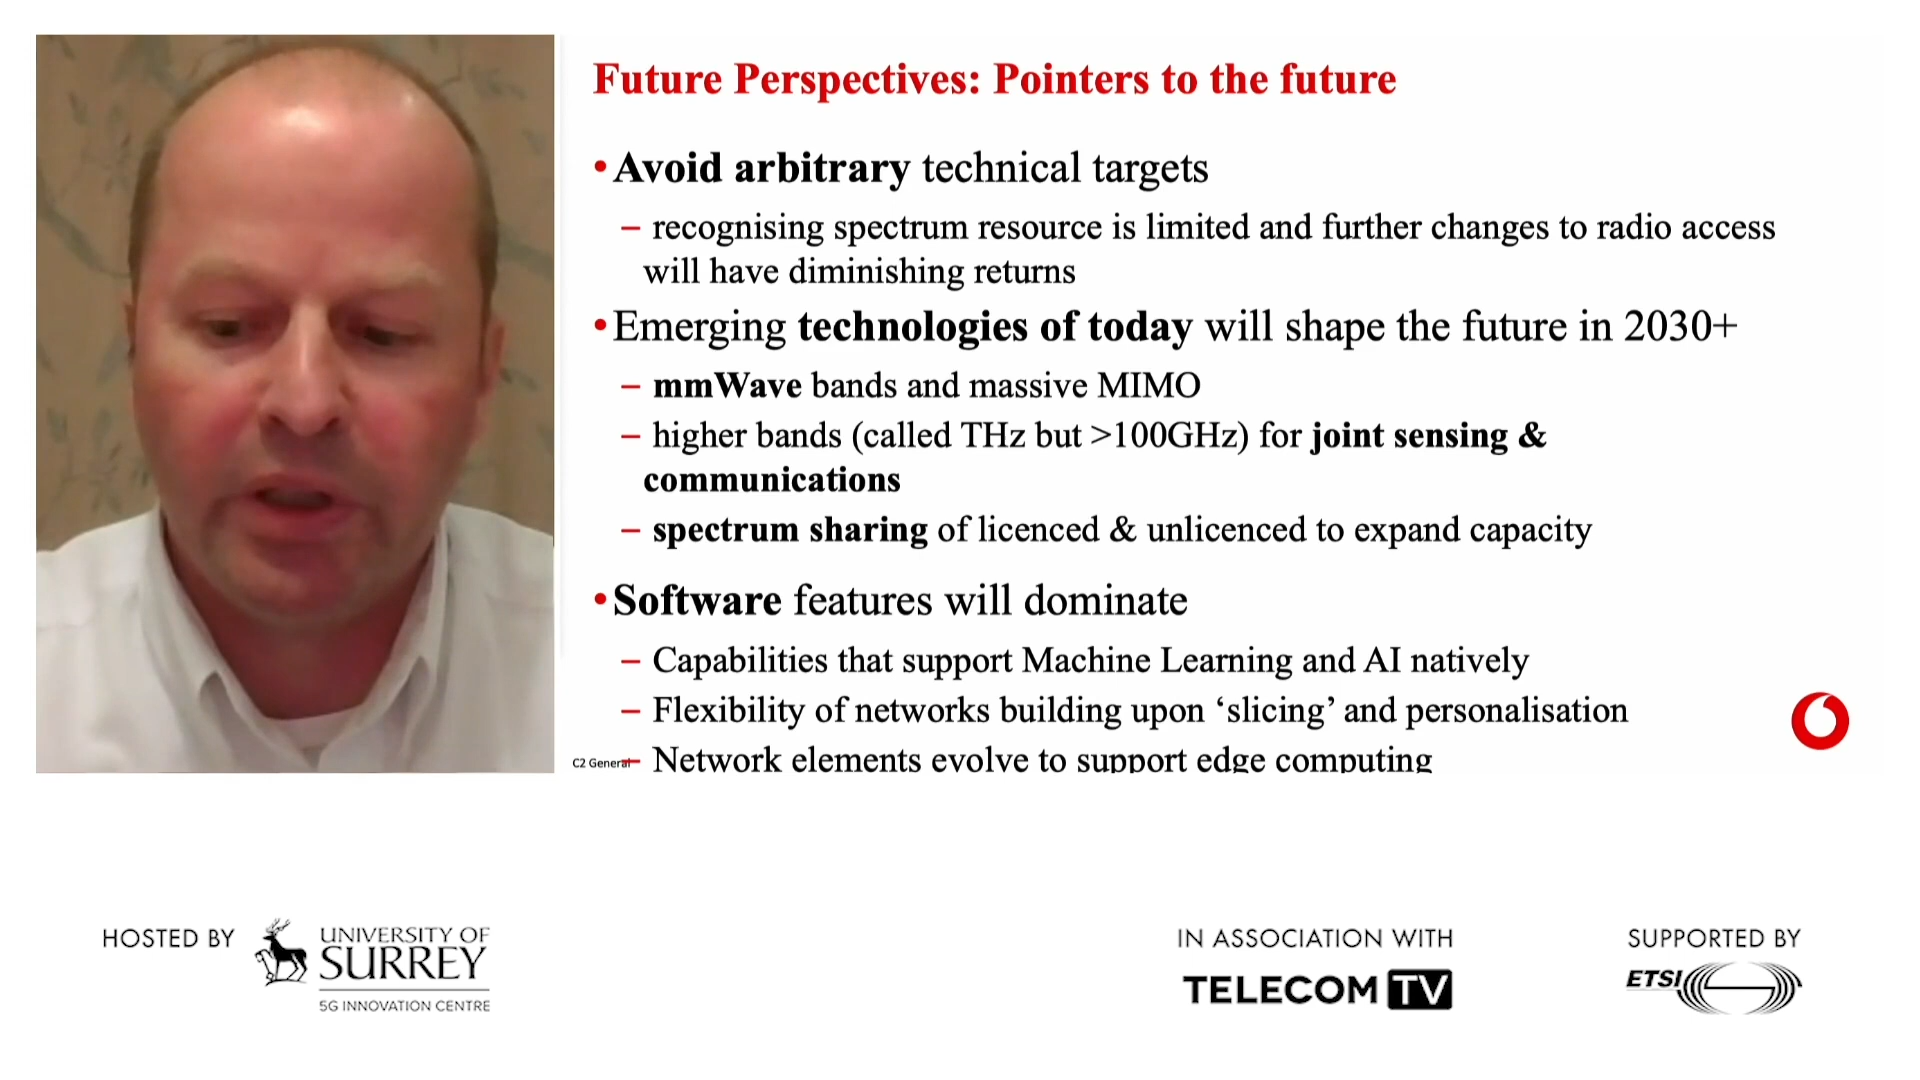 Future Perspectives: Pointers to the future
•Avoid arbitrary technical targets
– recognising spectrum resource is limited and further changes to radio access
will have diminishing returns
•Emerging technologies of today will shape the future in 2030+
– mmWave bands and massive MIMO
– higher bands (called THz but >100GHz) for joint sensing &
communications
– spectrum sharing of licenced & unlicenced to expand capacity
•Software features will dominate
– Capabilities that support Machine Learning and AI natively
– Flexibility of networks building upon ‘slicing’ and personalisation
– Network elements evolve to support edge computing
C2 General
HOSTED BY
UNIVERSITY OF
SURREY
5G INNOVATION CENTRE
IN ASSOCIATION WITH
TELECOM TV
SUPPORTED BY
ETSI